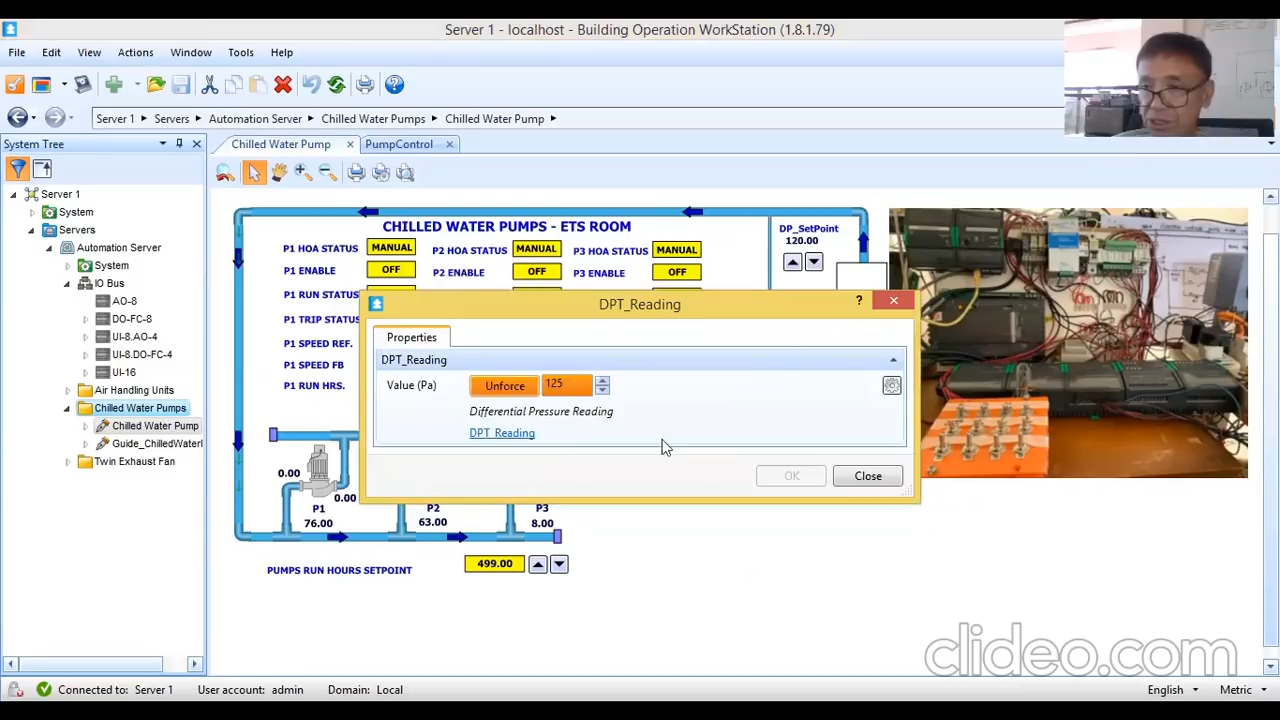 Server 1 - localhost - Building Operation WorkStation (1.8.1.79)
File Edit View Actions Window Tools Help
Server 1 Servers Automation Server Chilled Water Pumps Chilled Water Pump
System Tree
Chilled Water Pump PumpControl
Server 1
System
Servers
Automation Server
System
IO Bus
AO-8
DO-FC-8
UI-8.AO-4
UI-8.DO-FC-4
UI-16
Air Handling Units
Chilled Water Pumps
Chilled Water Pump
Guide_ChilledWaterI
Twin Exhaust Fan
CHILLED WATER PUMPS - ETS ROOM
P1 HOA STATUS MANUAL P2 HOA STATUS MANUAL P3 HOA STATUS MANUAL
P1 ENABLE OFF P2 ENABLE OFF P3 ENABLE OFF
P1 RUN STATUS
P1 TRIP STATUS
P1 SPEED REF.
P1 SPEED FB
P1 RUN HRS.
DP_SetPoint
120.00
DPT_Reading
?
Properties
DPT_Reading
Value (Pa) Unforce 125
Differential Pressure Reading
DPT_Reading
OK Close
0.00
0.00
P1 P2 P3
76.00 63.00 8.00
PUMPS RUN HOURS SETPOINT 499.00
clideo.com
Connected to: Server 1 User account: admin Domain: Local English Metric